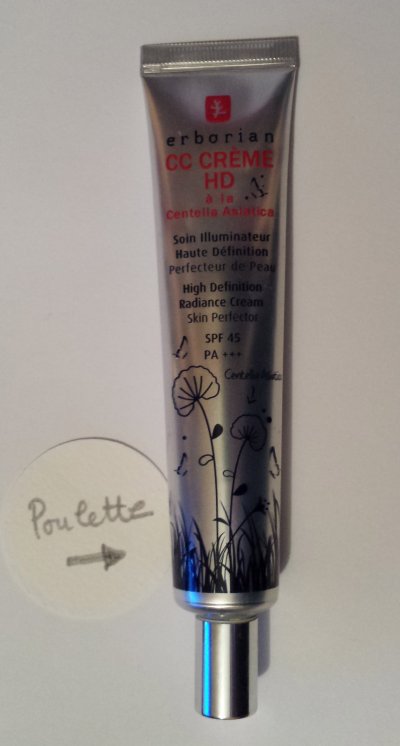 erborian
CC CRÈME
HD
à la
Centella Asiatica
Soin Illuminateur
Haute Définition
Perfecteur de Peau
High Definition
Radiance Cream
Skin Perfector
SPF 45
PA +++
Centella Asiatica
Poulette